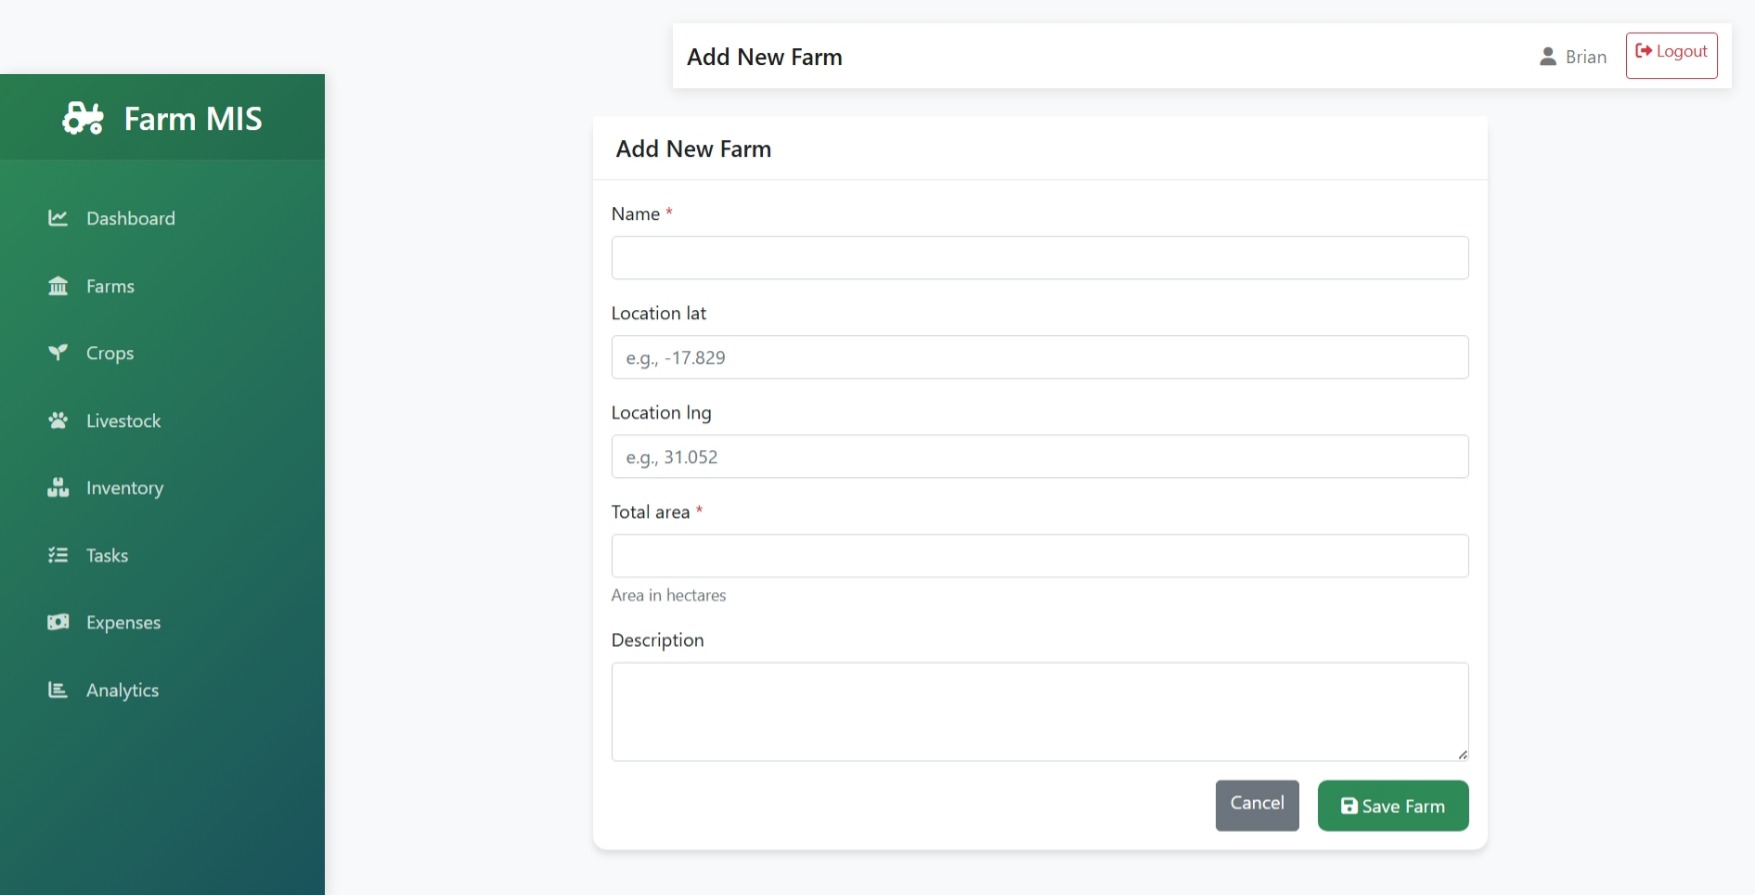 Add New Farm
Brian
Logout
Farm MIS
Dashboard
Farms
Crops
Livestock
Inventory
Tasks
Expenses
Analytics
Add New Farm
Name *
Location lat
e.g., -17.829
Location lng
e.g., 31.052
Total area *
Area in hectares
Description
Cancel
Save Farm